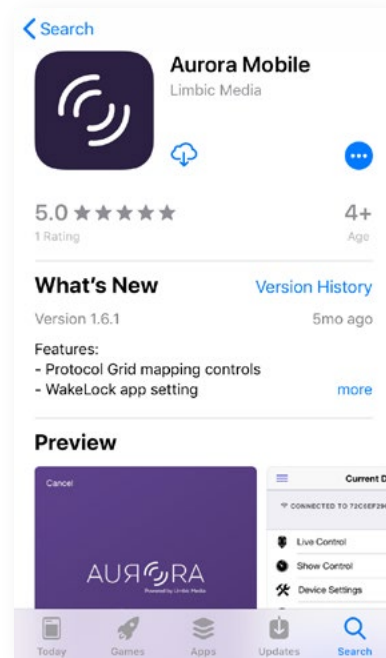 Search
Aurora Mobile
Limbic Media
5.0 ★★★★★ 4+
1 Rating Age
What's New Version History
Version 1.6.1 5mo ago
Features:
- Protocol Grid mapping controls
- WakeLock app setting more
Preview
Cancel
AUЯORA
Powered by Limbic Media
Current D
CONNECTED TO
Live Control
Show Control
Device Settings
Today Games Apps Updates Search